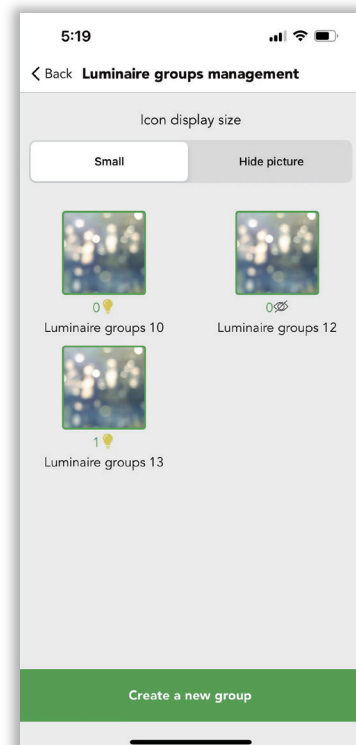 5:19
Back Luminaire groups management
Icon display size
Small Hide picture
0 0
Luminaire groups 10 Luminaire groups 12
1
Luminaire groups 13
Create a new group